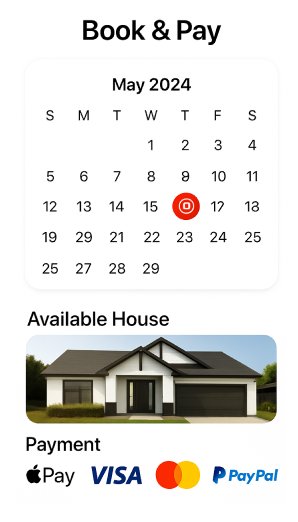 Book & Pay
May 2024
S M T W T F S
1 2 3 4
5 6 7 8 9 10 11
12 13 14 15 17 18
19 29 21 22 23 24 25
25 27 28 29
Available House
Payment
Pay VISA PayPal